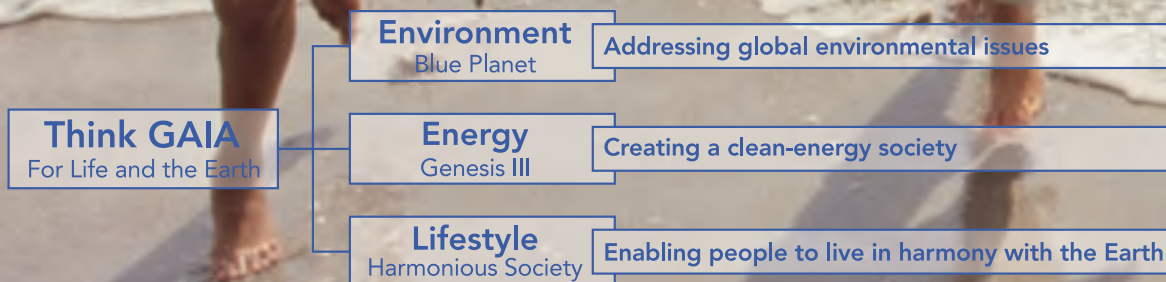 Think GAIA
For Life and the Earth
Environment
Blue Planet
Addressing global environmental issues
Energy
Genesis III
Creating a clean-energy society
Lifestyle
Harmonious Society
Enabling people to live in harmony with the Earth